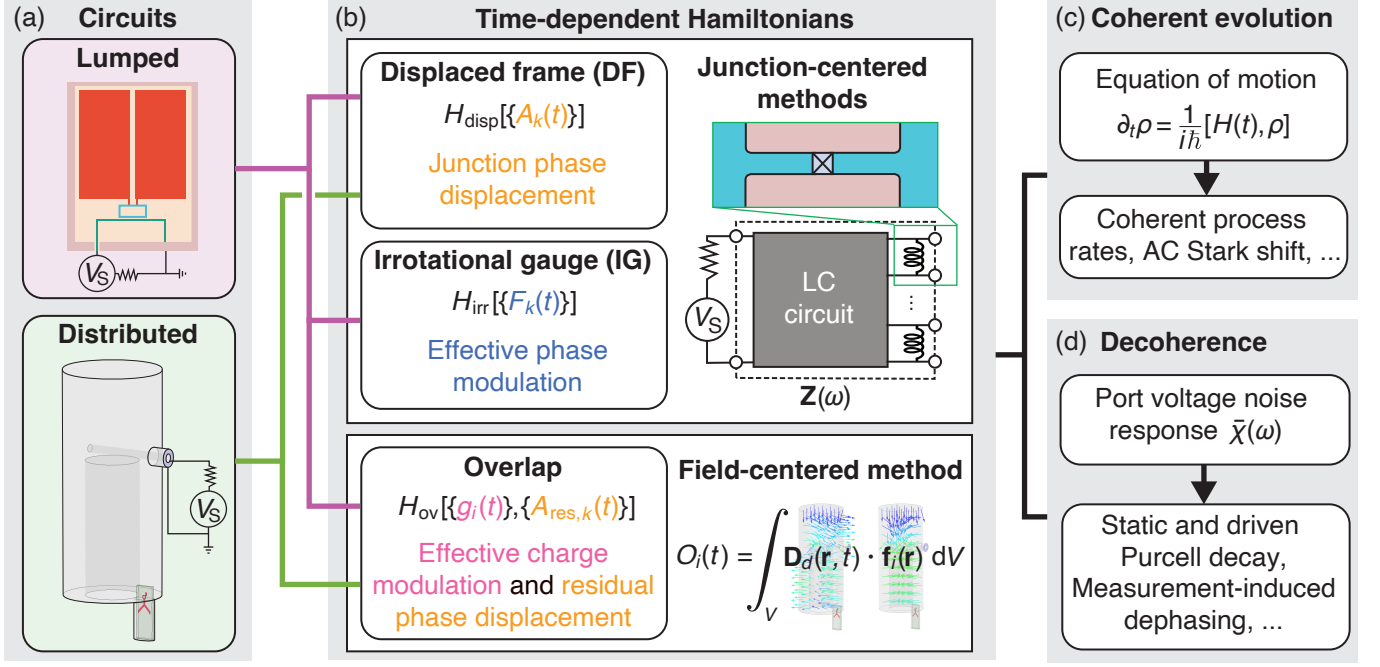 (a) Circuits
Lumped
V_S
Distributed
V_S
(b) Time-dependent Hamiltonians
Displaced frame (DF)
H_disp[{A_k(t)}]
Junction phase
displacement
Irrotational gauge (IG)
H_irr[{F_k(t)}]
Effective phase
modulation
Junction-centered
methods
V_S
LC
circuit
...
Z(ω)
Overlap
H_ov[{g_i(t)},{A_res,k(t)}]
Effective charge
modulation and residual
phase displacement
Field-centered method
O_i(t) = ∫_V D_d(r, t) · f_i(r) dV
(c) Coherent evolution
Equation of motion
∂_tρ = 1/iħ [H(t), ρ]
Coherent process
rates, AC Stark shift, ...
(d) Decoherence
Port voltage noise
response χ̄(ω)
Static and driven
Purcell decay,
Measurement-induced
dephasing, ...